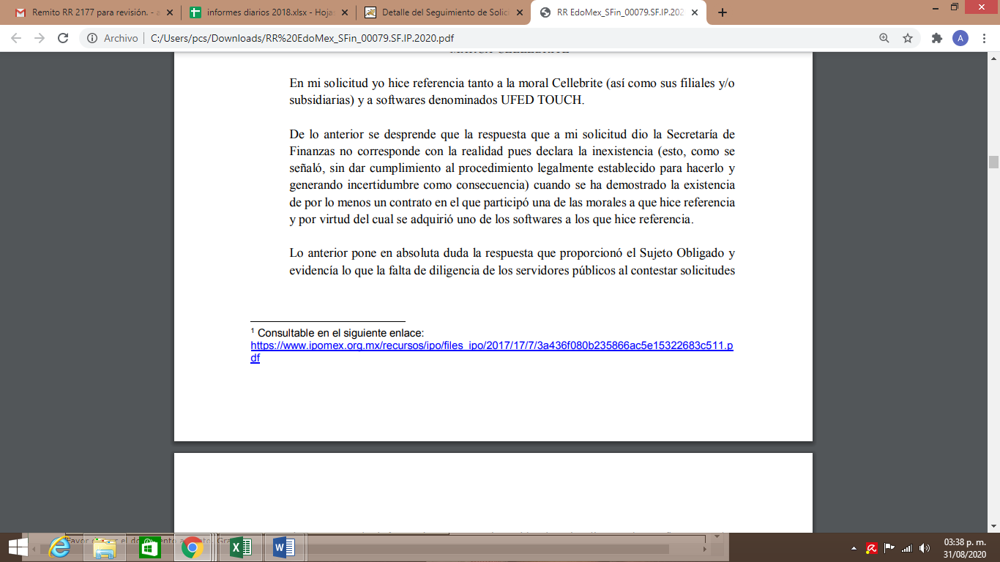 Remito RR 2177 para revisión. - a
informes diarios 2018.xlsx - Hoja
Detalle del Seguimiento de Solici
RR EdoMex_SFin_00079.SF.IP.202
Archivo
C:/Users/pcs/Downloads/RR%20EdoMex_SFin_00079.SF.IP.2020.pdf
A
En mi solicitud yo hice referencia tanto a la moral Cellebrite (así como sus filiales y/o
subsidiarias) y a softwares denominados UFED TOUCH.
De lo anterior se desprende que la respuesta que a mi solicitud dio la Secretaría de
Finanzas no corresponde con la realidad pues declara la inexistencia (esto, como se
señaló, sin dar cumplimiento al procedimiento legalmente establecido para hacerlo y
generando incertidumbre como consecuencia) cuando se ha demostrado la existencia
de por lo menos un contrato en el que participó una de las morales a que hice referencia
y por virtud del cual se adquirió uno de los softwares a los que hice referencia.
Lo anterior pone en absoluta duda la respuesta que proporcionó el Sujeto Obligado y
evidencía lo que la falta de diligencia de los servidores públicos al contestar solicitudes
1 Consultable en el siguiente enlace:
https://www.ipomex.org.mx/recursos/ipo/files_ipo/2017/17/7/3a436f080b235866ac5e15322683c511.p
df
03:38 p. m.
31/08/2020